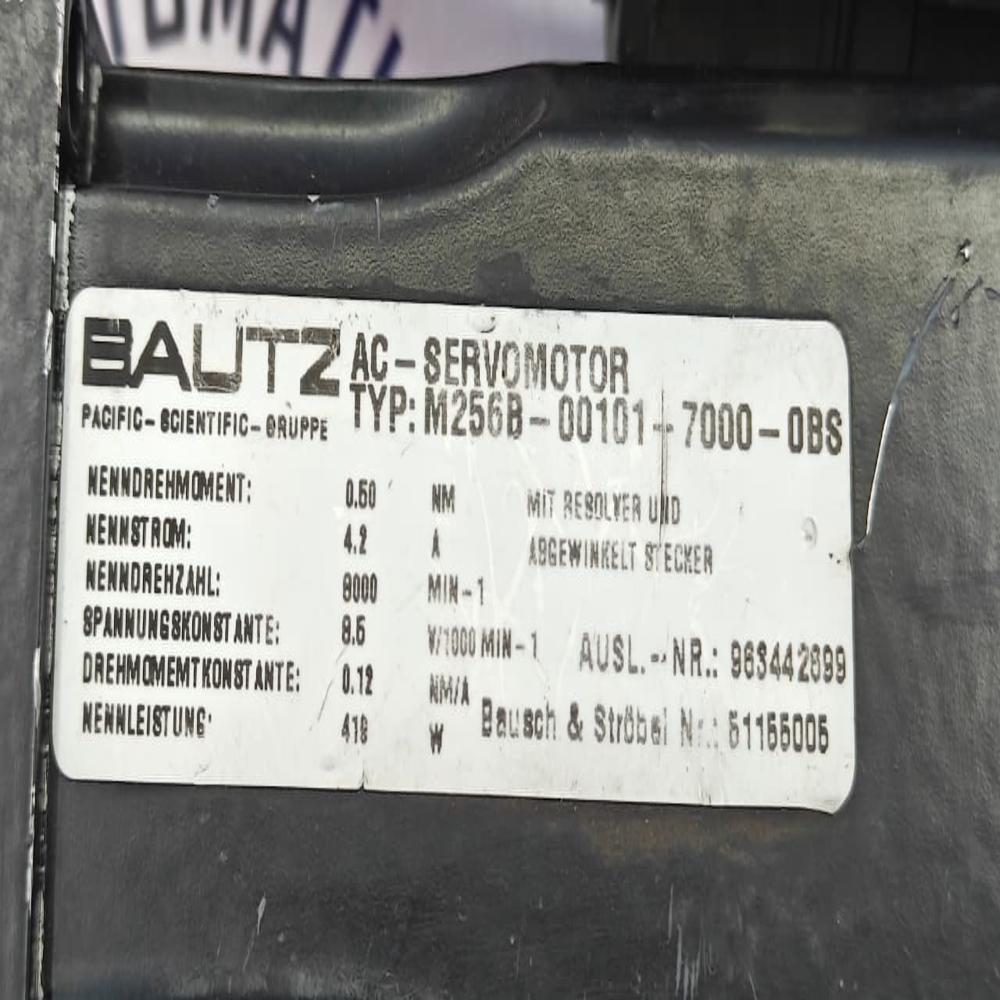 BAUTZ AC-SERVOMOTOR
PACIFIC-SCIENTIFIC-GRUPPE TYP: M256B-00101-7000-0BS
NENNDREHMOMENT: 0.50 NM MIT RESOLVER UND
NENNSTROM: 4.2 A ABGEWINKELT STECKER
NENNDREHZAHL: 8000 MIN-1
SPANNUNGSKONSTANTE: 8.5 V/1000 MIN-1 AUSL.-NR.: 963442899
DREHMOMEMTKONSTANTE: 0.12 NM/A
NENNLEISTUNG: 418 W Bausch & Ströbel Nr.: 51155005